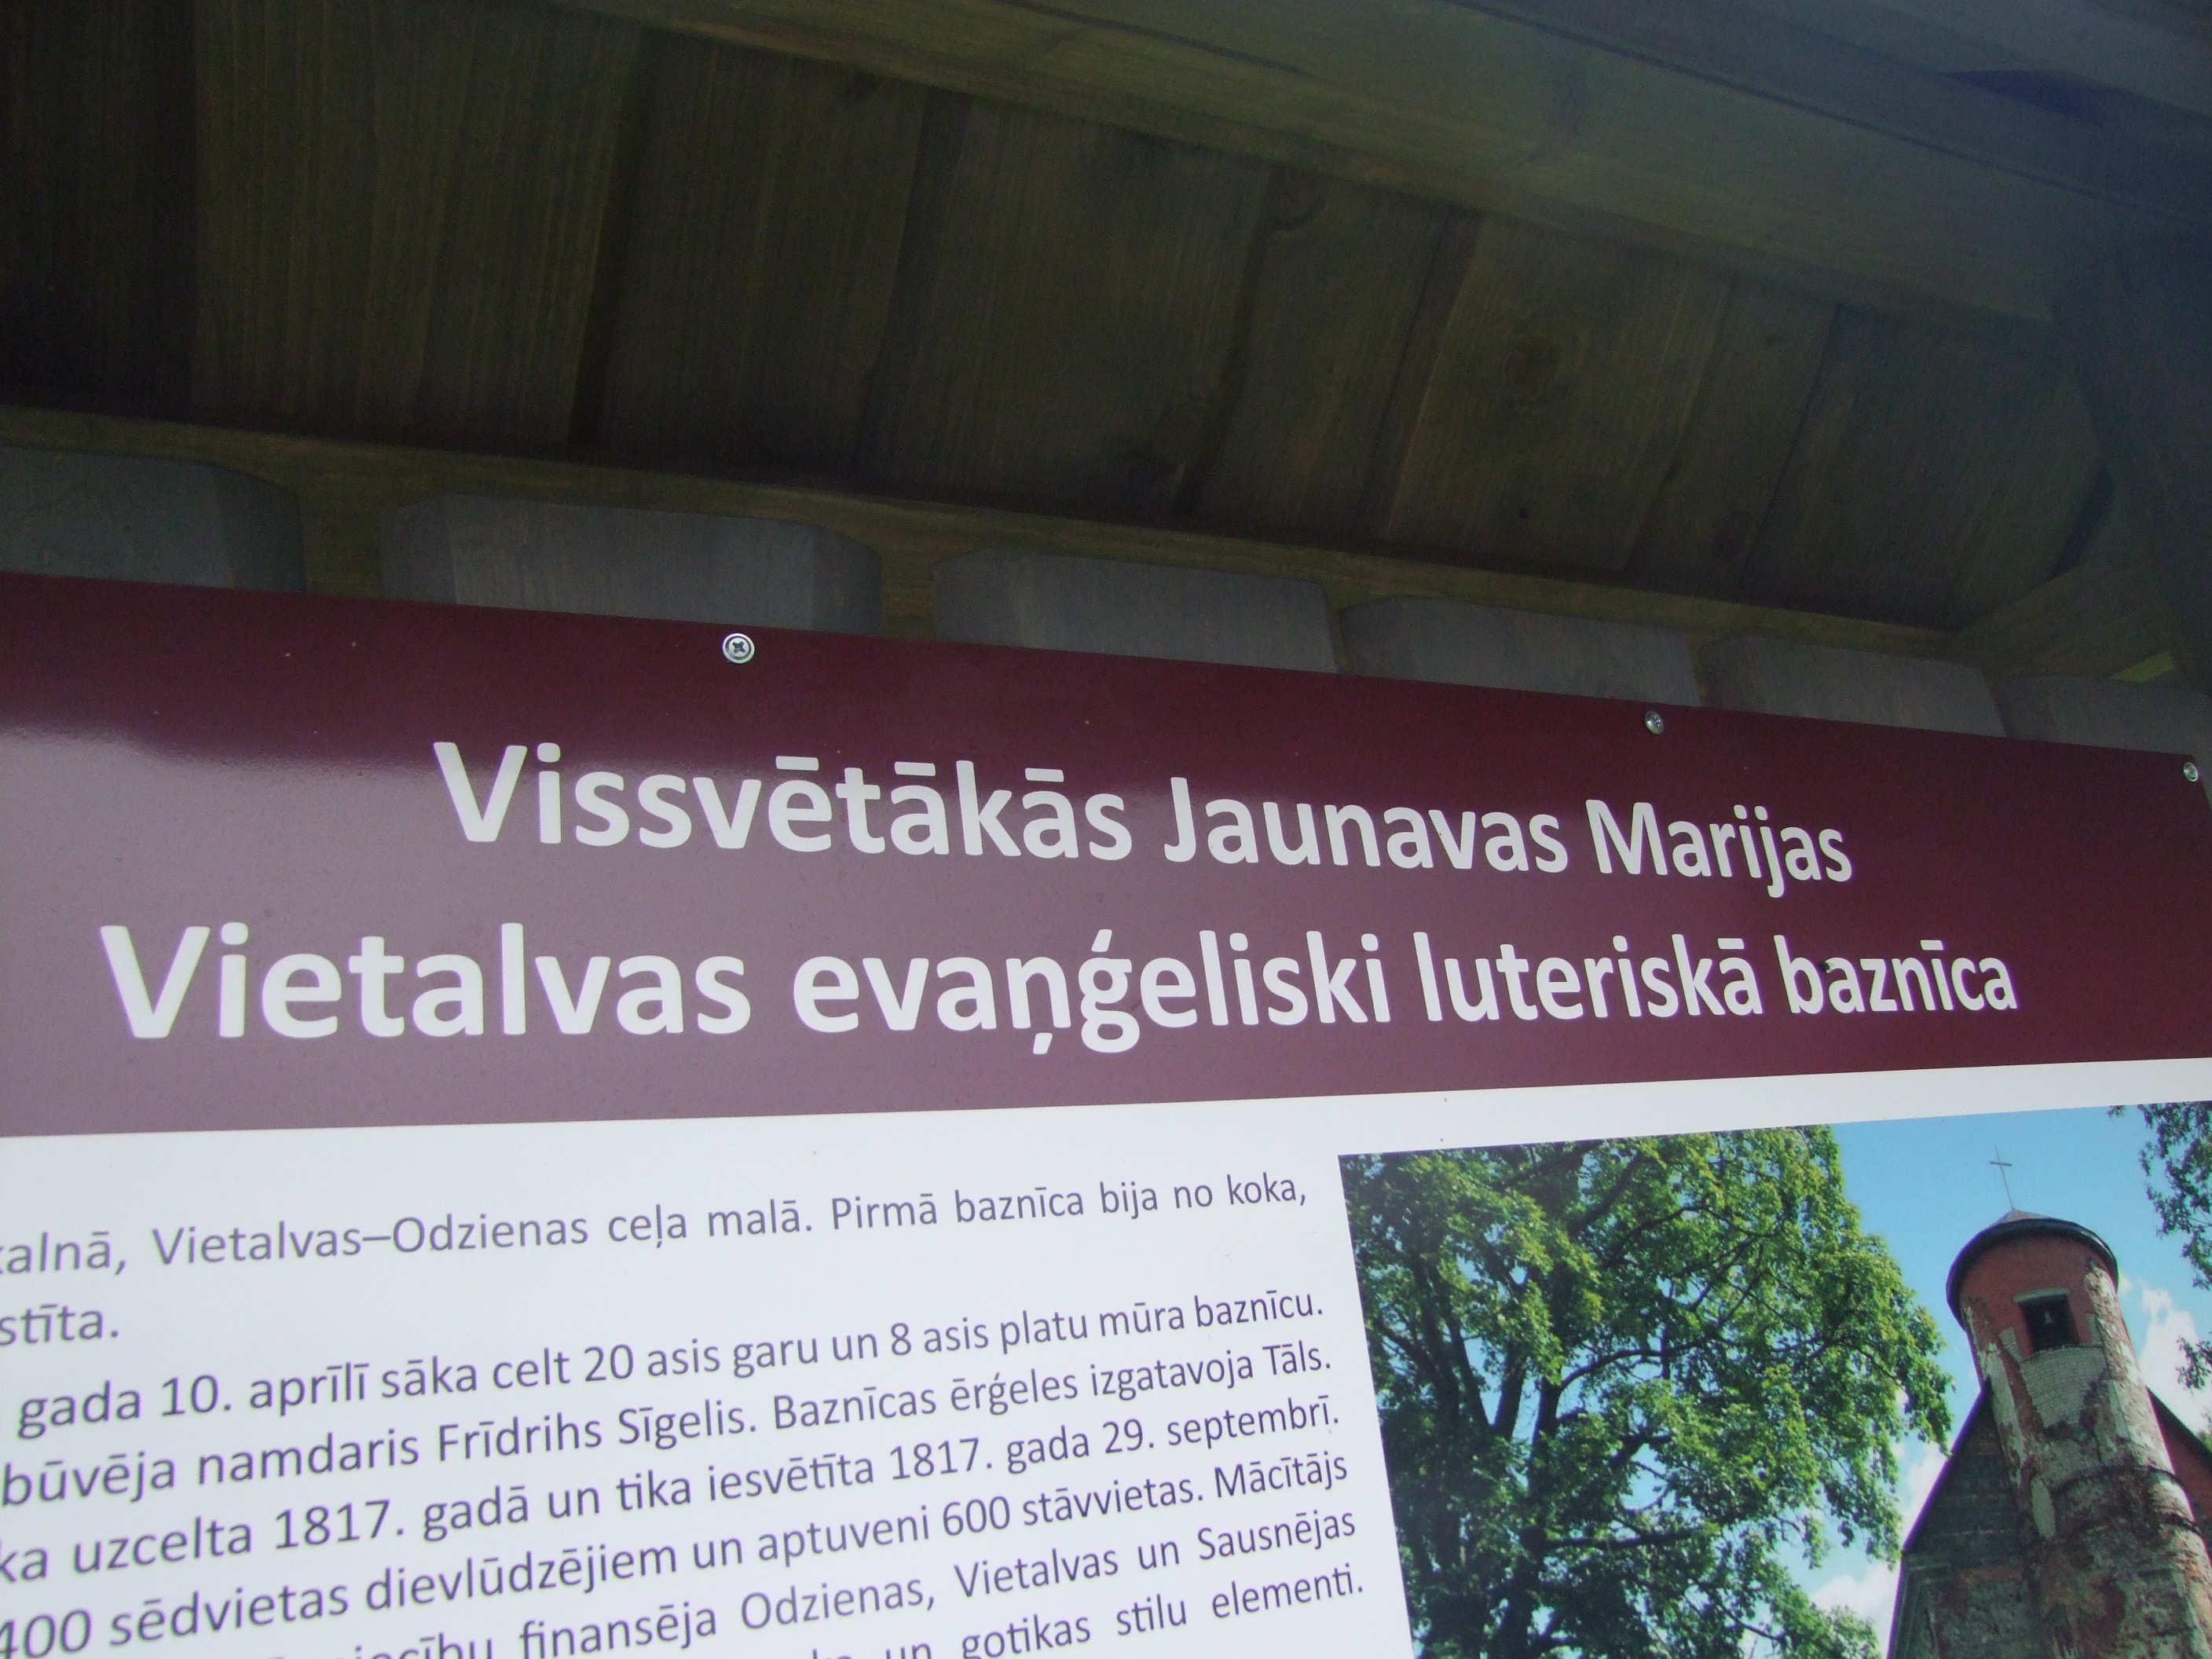 Vissvētākās Jaunavas Marijas
Vietalvas evaņģeliski luteriskā baznīca
Vietalvas–Odzienas ceļa malā. Pirmā baznīca bija no koka,
gada 10. aprīlī sāka celt 20 asis garu un 8 asis platu mūra baznīcu.
būvēja namdaris Frīdrihs Sīgelis. Baznīcas ērģeles izgatavoja Tāls.
uzcelta 1817. gadā un tika iesvētīta 1817. gada 29. septembrī.
400 sēdvietas dievlūdzējiem un aptuveni 600 stāvvietas. Mācītājs
finansēja Odzienas, Vietalvas un Sausnējas
un gotikas stilu elementi.